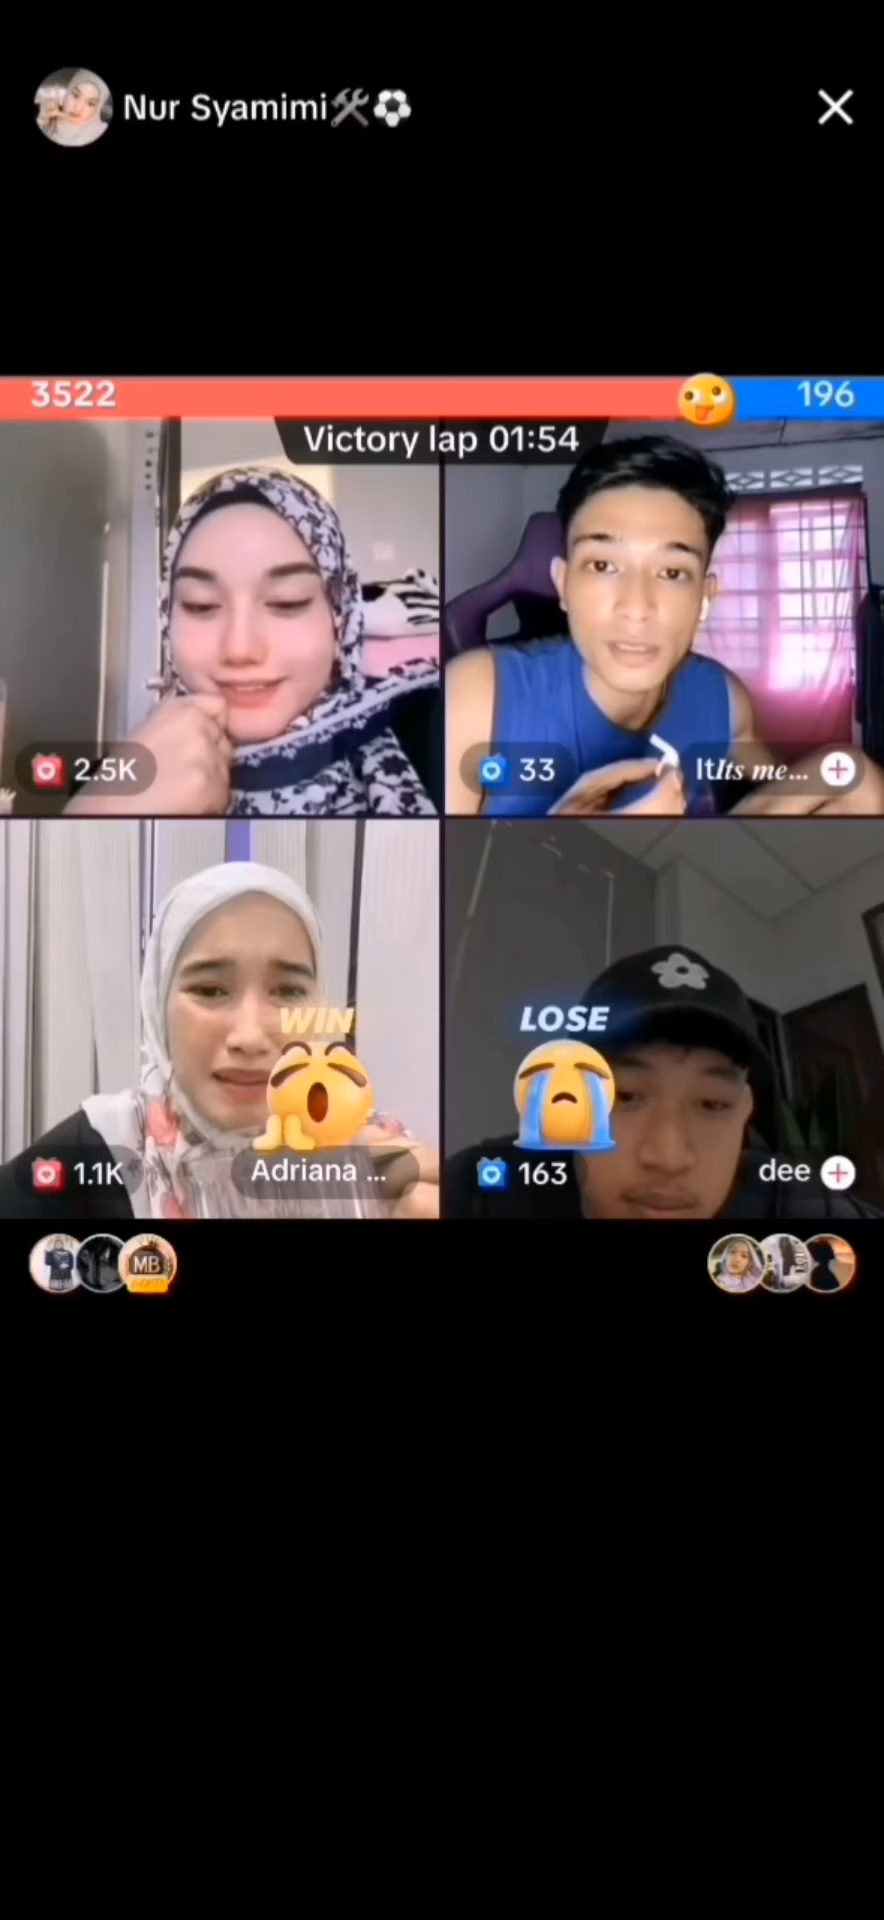 Nur Syamimi🛠️⚽
3522
196
Victory lap 01:54
2.5K
33
ItIts me...
WIN
LOSE
1.1K
Adriana ...
163
dee
MB